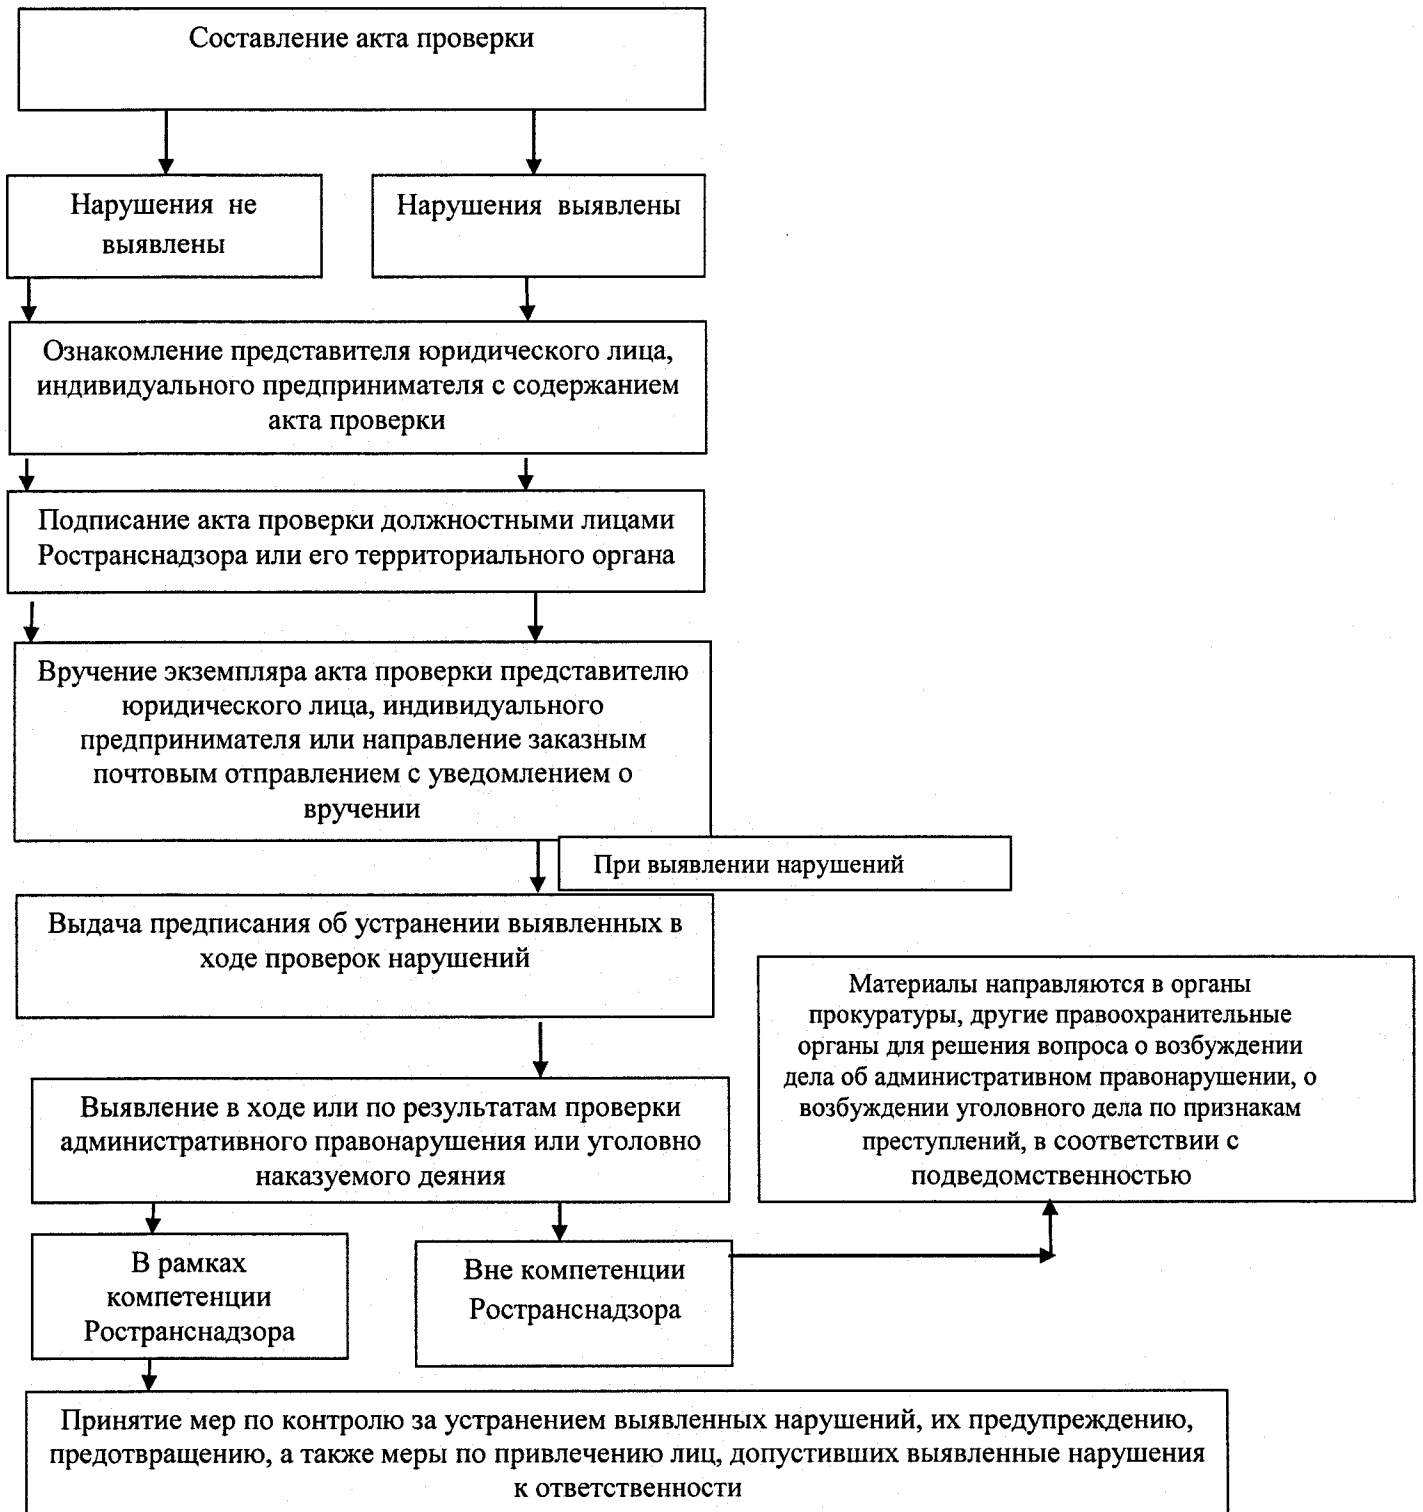 Составление акта проверки
Нарушения не
выявлены
Нарушения выявлены
Ознакомление представителя юридического лица,
индивидуального предпринимателя с содержанием
акта проверки
Подписание акта проверки должностными лицами
Ространснадзора или его территориального органа
Вручение экземпляра акта проверки представителю
юридического лица, индивидуального
предпринимателя или направление заказным
почтовым отправлением с уведомлением о
вручении
При выявлении нарушений
Выдача предписания об устранении выявленных в
ходе проверок нарушений
Материалы направляются в органы
прокуратуры, другие правоохранительные
органы для решения вопроса о возбуждении
дела об административном правонарушении, о
возбуждении уголовного дела по признакам
преступлений, в соответствии с
подведомственностью
Выявление в ходе или по результатам проверки
административного правонарушения или уголовно
наказуемого деяния
В рамках
компетенции
Ространснадзора
Вне компетенции
Ространснадзора
Принятие мер по контролю за устранением выявленных нарушений, их предупреждению,
предотвращению, а также меры по привлечению лиц, допустивших выявленные нарушения
к ответственности